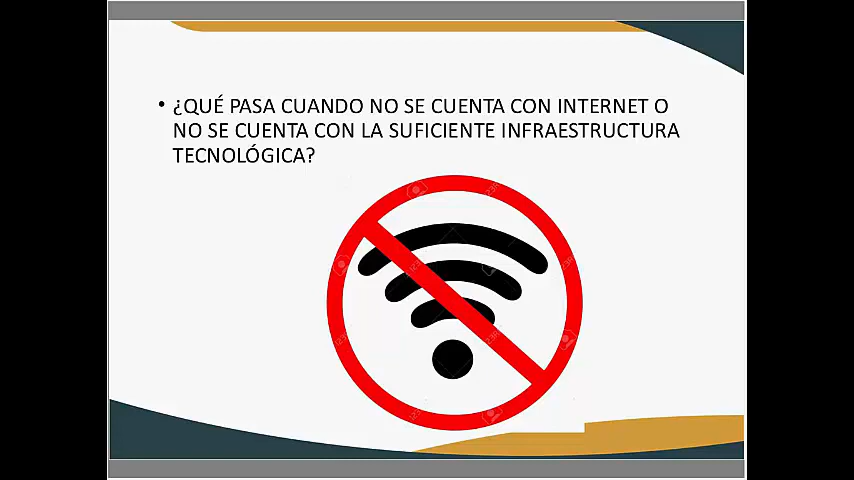 • ¿QUÉ PASA CUANDO NO SE CUENTA CON INTERNET O
NO SE CUENTA CON LA SUFICIENTE INFRAESTRUCTURA
TECNOLÓGICA?